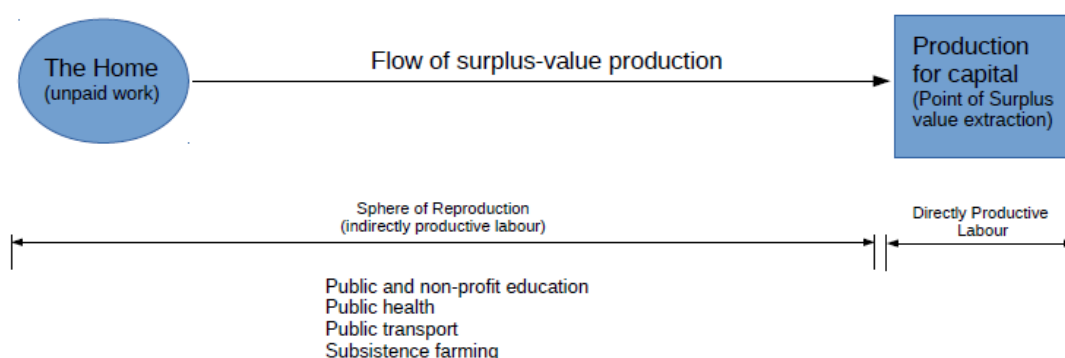 The Home
(unpaid work)
Flow of surplus-value production
Production
for capital
(Point of Surplus
value extraction)
Sphere of Reproduction
(indirectly productive labour)
Directly Productive
Labour
Public and non-profit education
Public health
Public transport
Subsistence farming